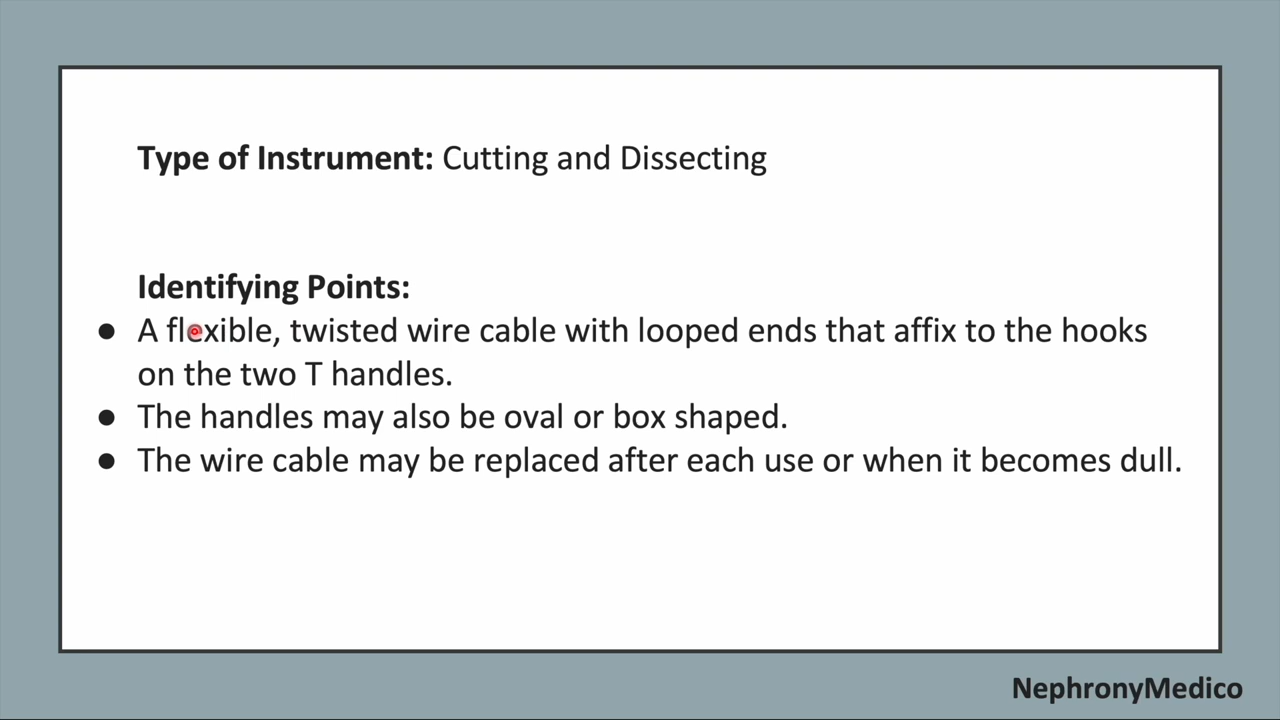 Type of Instrument: Cutting and Dissecting
Identifying Points:
● A flexible, twisted wire cable with looped ends that affix to the hooks
on the two T handles.
● The handles may also be oval or box shaped.
● The wire cable may be replaced after each use or when it becomes dull.
NephronyMedico